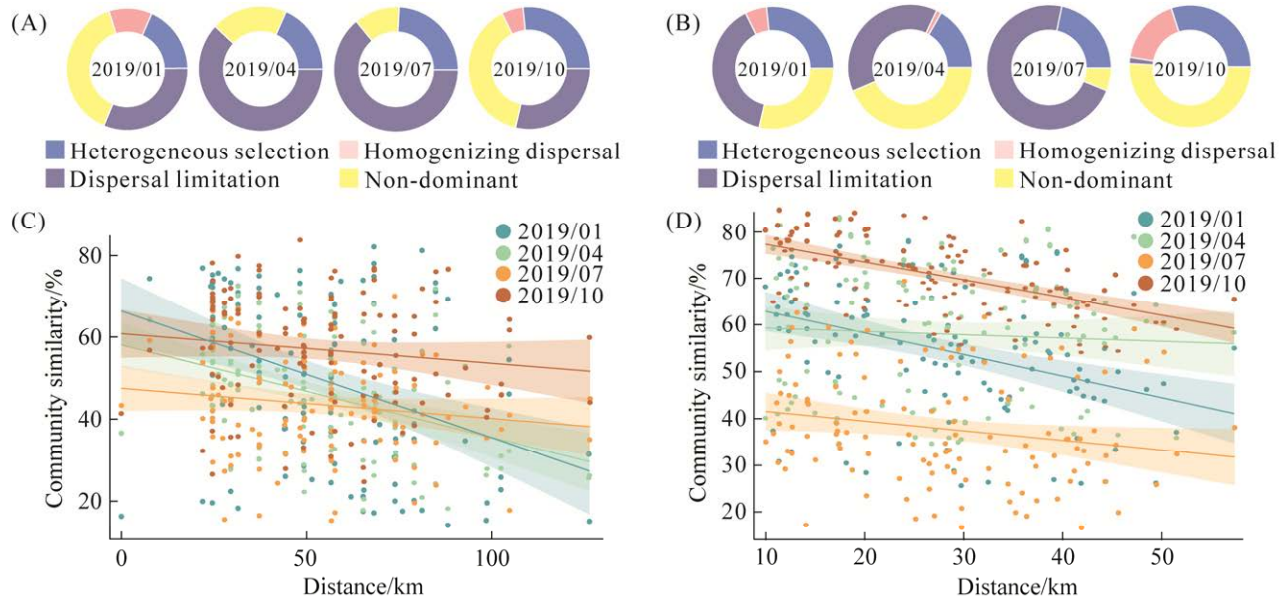 (A)
2019/01
2019/04
2019/07
2019/10
Heterogeneous selection
Homogenizing dispersal
Dispersal limitation
Non-dominant
(B)
2019/01
2019/04
2019/07
2019/10
Heterogeneous selection
Homogenizing dispersal
Dispersal limitation
Non-dominant
(C)
2019/01
2019/04
2019/07
2019/10
Community similarity/%
80
60
40
20
0
50
100
Distance/km
(D)
2019/01
2019/04
2019/07
2019/10
Community similarity/%
80
70
60
50
40
30
20
10
20
30
40
50
Distance/km